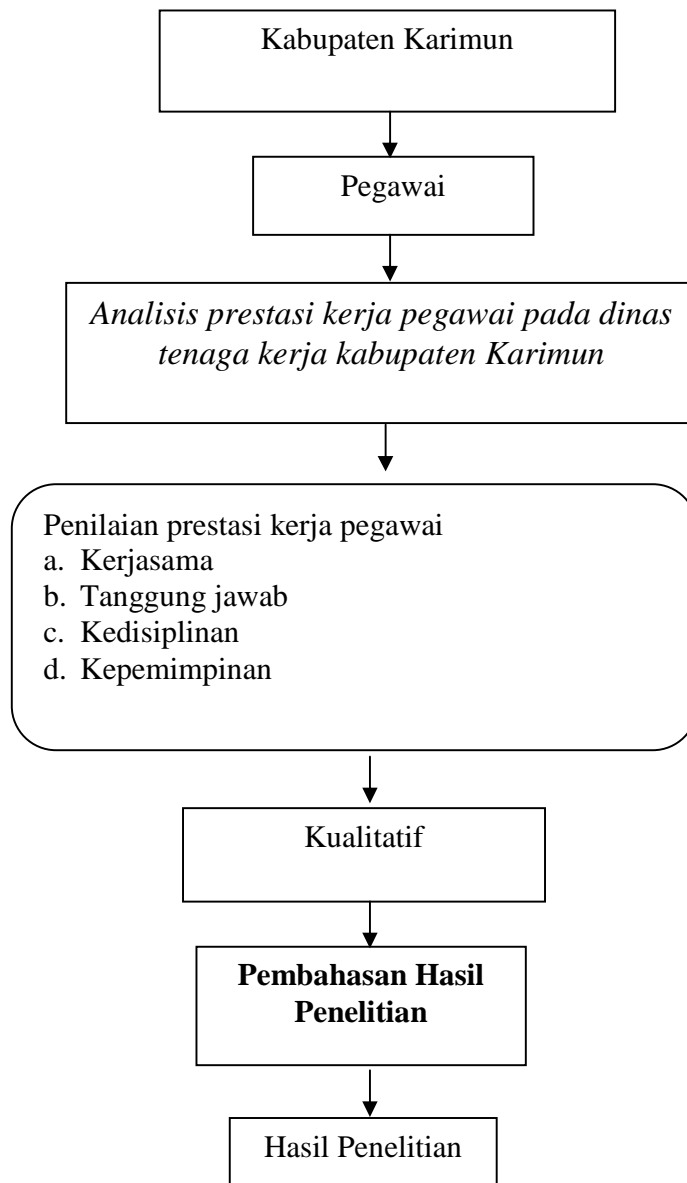 Kabupaten Karimun
Pegawai
Analisis prestasi kerja pegawai pada dinas
tenaga kerja kabupaten Karimun
Penilaian prestasi kerja pegawai
a. Kerjasama
b. Tanggung jawab
c. Kedisiplinan
d. Kepemimpinan
Kualitatif
Pembahasan Hasil
Penelitian
Hasil Penelitian